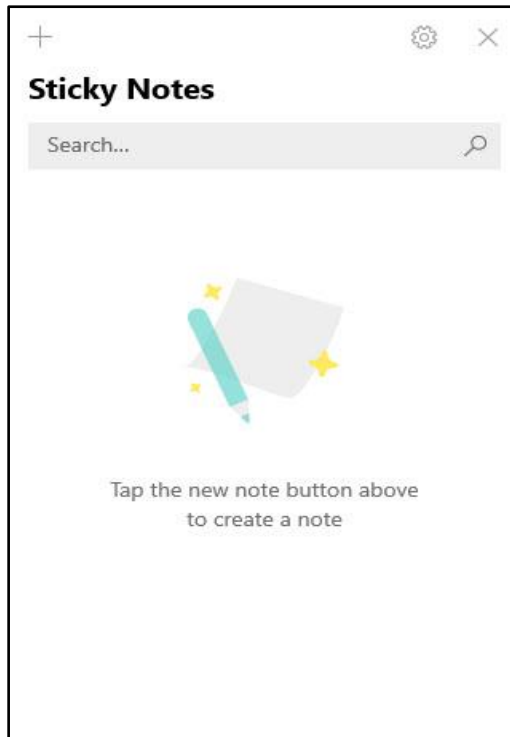 Sticky Notes
Search...
Tap the new note button above
to create a note